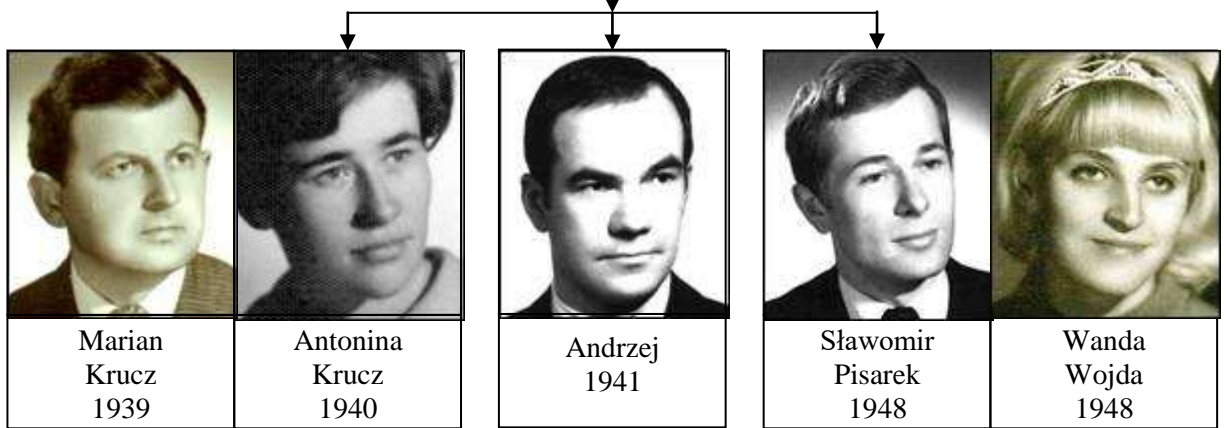 Marian
Krucz
1939
Antonina
Krucz
1940
Andrzej
1941
Sławomir
Pisarek
1948
Wanda
Wojda
1948